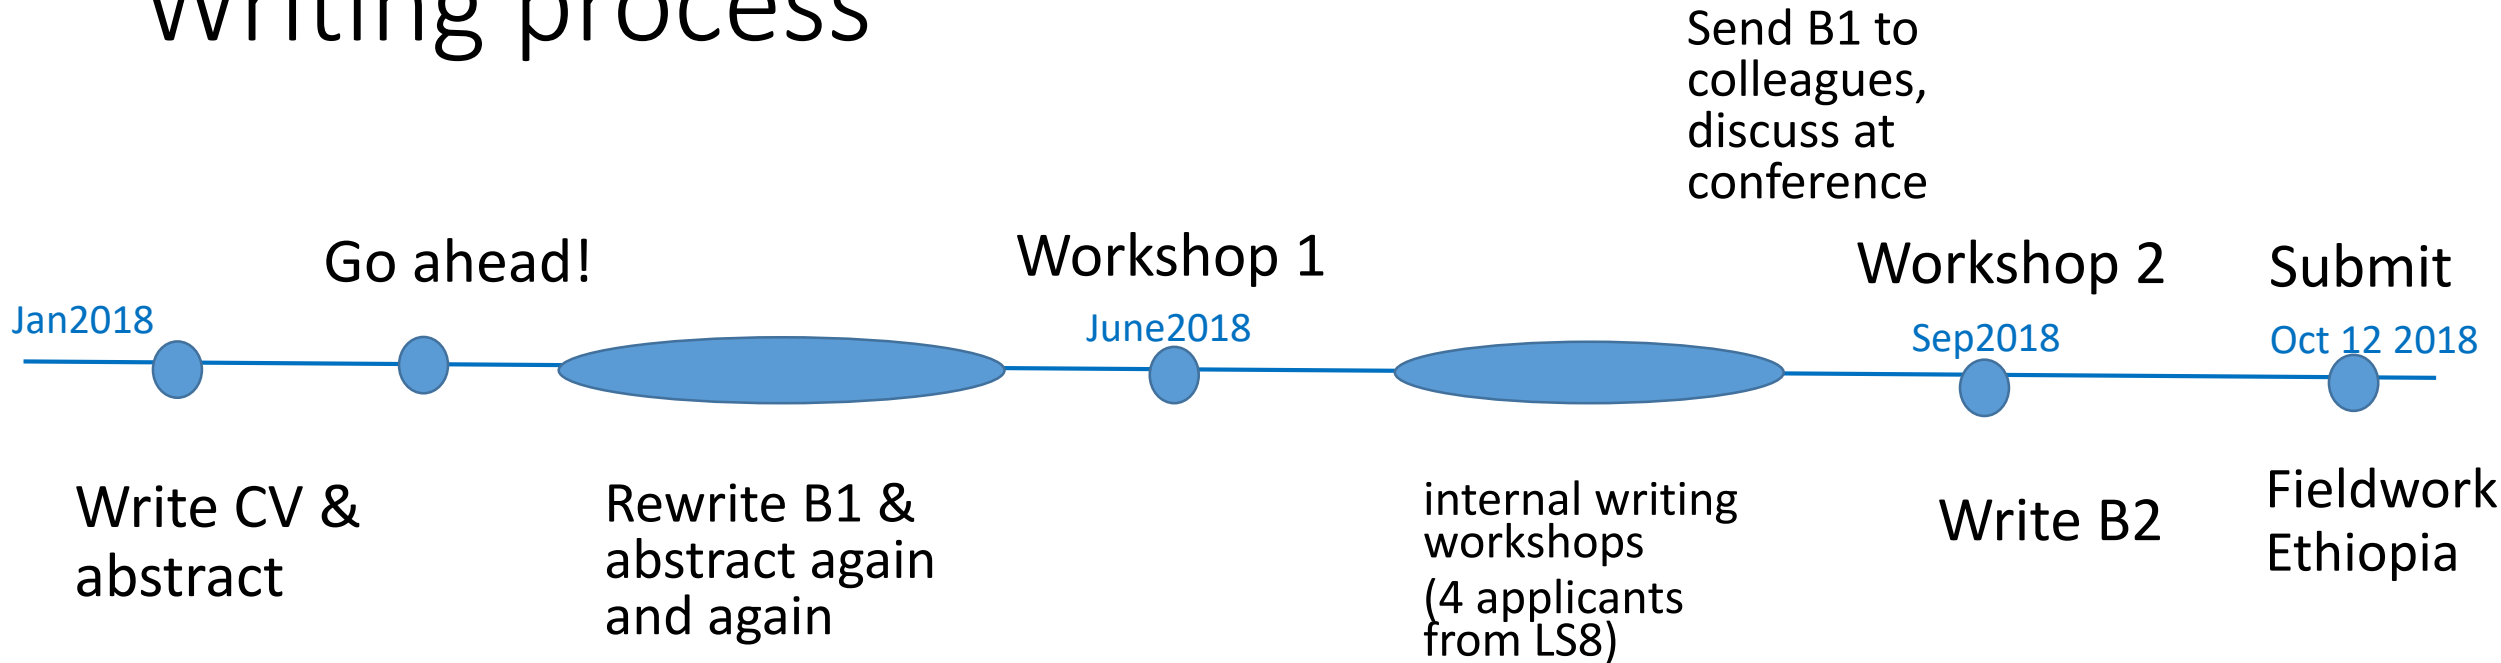 Writing process
Send B1 to
colleagues,
discuss at
conference
Go ahead!
Workshop 1
Workshop 2
Submit
Jan2018
June2018
Sep2018
Oct 12 2018
Write CV &
abstract
Rewrite B1 &
abstract again
and again
internal writing
workshops
(4 applicants
from LS8)
Write B2
Fieldwork
Ethiopia